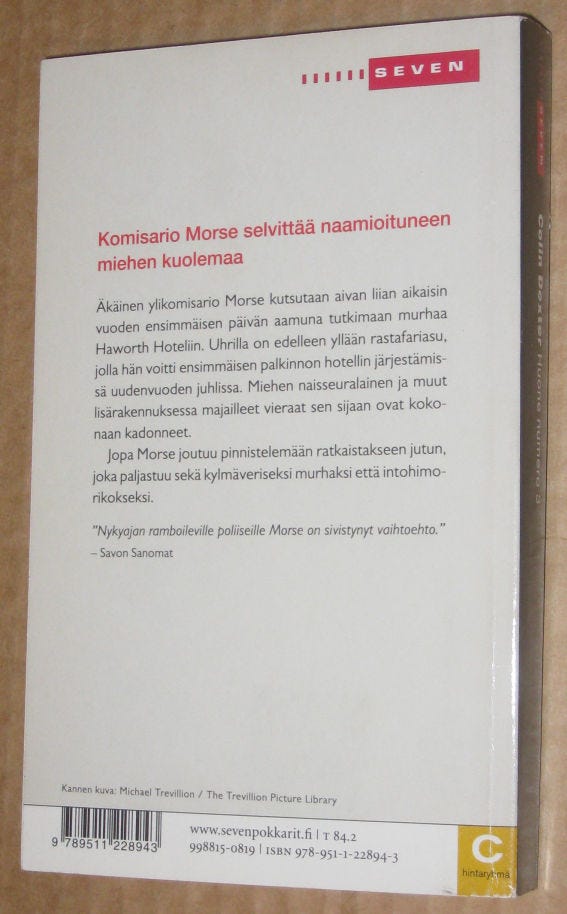 SEVEN
Komisario Morse selvittää naamioituneen
miehen kuolemaa
Äkäinen ylikomisario Morse kutsutaan aivan liian aikaisin
vuoden ensimmäisen päivän aamuna tutkimaan murhaa
Haworth Hoteliin. Uhrilla on edelleen yllään rastafariasu,
jolla hän voitti ensimmäisen palkinnon hotellin järjestämis-
sä uudenvuoden juhlissa. Miehen naisseuralainen ja muut
lisärakennuksessa majailleet vieraat sen sijaan ovat koko-
naan kadonneet.
Jopa Morse joutuu pinnistelemään ratkaistakseen jutun,
joka paljastuu sekä kylmäveriseksi murhaksi että intohimo-
rikokseksi.
"Nykyajan ramboileville poliiseille Morse on sivistynyt vaihtoehto."
– Savon Sanomat
Kannen kuva: Michael Trevillion / The Trevillion Picture Library
9 789511 228943
www.sevenpokkarit.fi | T 84.2
998815-0819 | ISBN 978-951-1-22894-3
C
hintaryhmä
SEVEN
Colin Dexter Huone numero 3